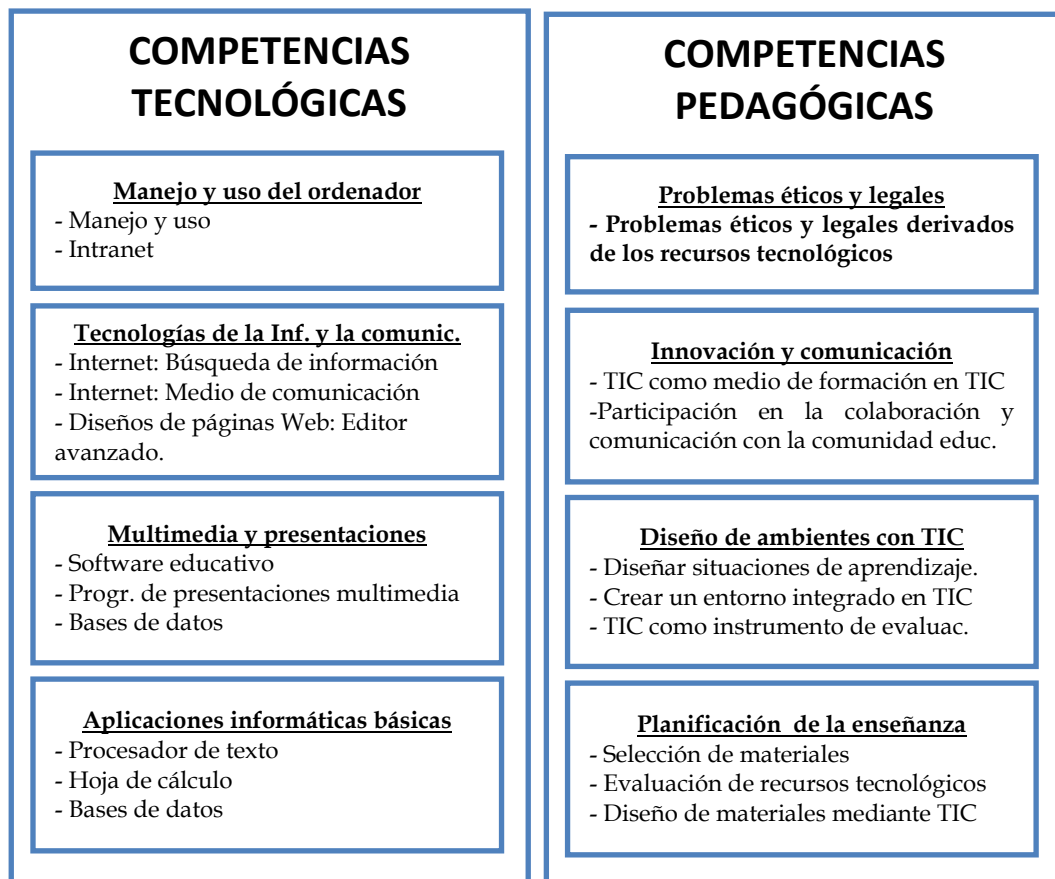 COMPETENCIAS
TECNOLÓGICAS
Manejo y uso del ordenador
- Manejo y uso
- Intranet
Tecnologías de la Inf. y la comunic.
- Internet: Búsqueda de información
- Internet: Medio de comunicación
- Diseños de páginas Web: Editor
avanzado.
Multimedia y presentaciones
- Software educativo
- Progr. de presentaciones multimedia
- Bases de datos
Aplicaciones informáticas básicas
- Procesador de texto
- Hoja de cálculo
- Bases de datos
COMPETENCIAS
PEDAGÓGICAS
Problemas éticos y legales
- Problemas éticos y legales derivados
de los recursos tecnológicos
Innovación y comunicación
- TIC como medio de formación en TIC
-Participación en la colaboración y
comunicación con la comunidad educ.
Diseño de ambientes con TIC
- Diseñar situaciones de aprendizaje.
- Crear un entorno integrado en TIC
- TIC como instrumento de evaluac.
Planificación de la enseñanza
- Selección de materiales
- Evaluación de recursos tecnológicos
- Diseño de materiales mediante TIC